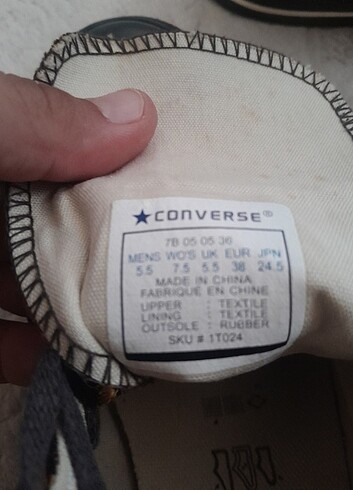 ★CONVERSE®
7B 05 05 36
MENS WO'S UK EUR JPN
5.5 7.5 5.5 38 24.5
MADE IN CHINA
FABRIQUÉ EN CHINE
UPPER : TEXTILE
LINING : TEXTILE
OUTSOLE : RUBBER
SKU # 1T024